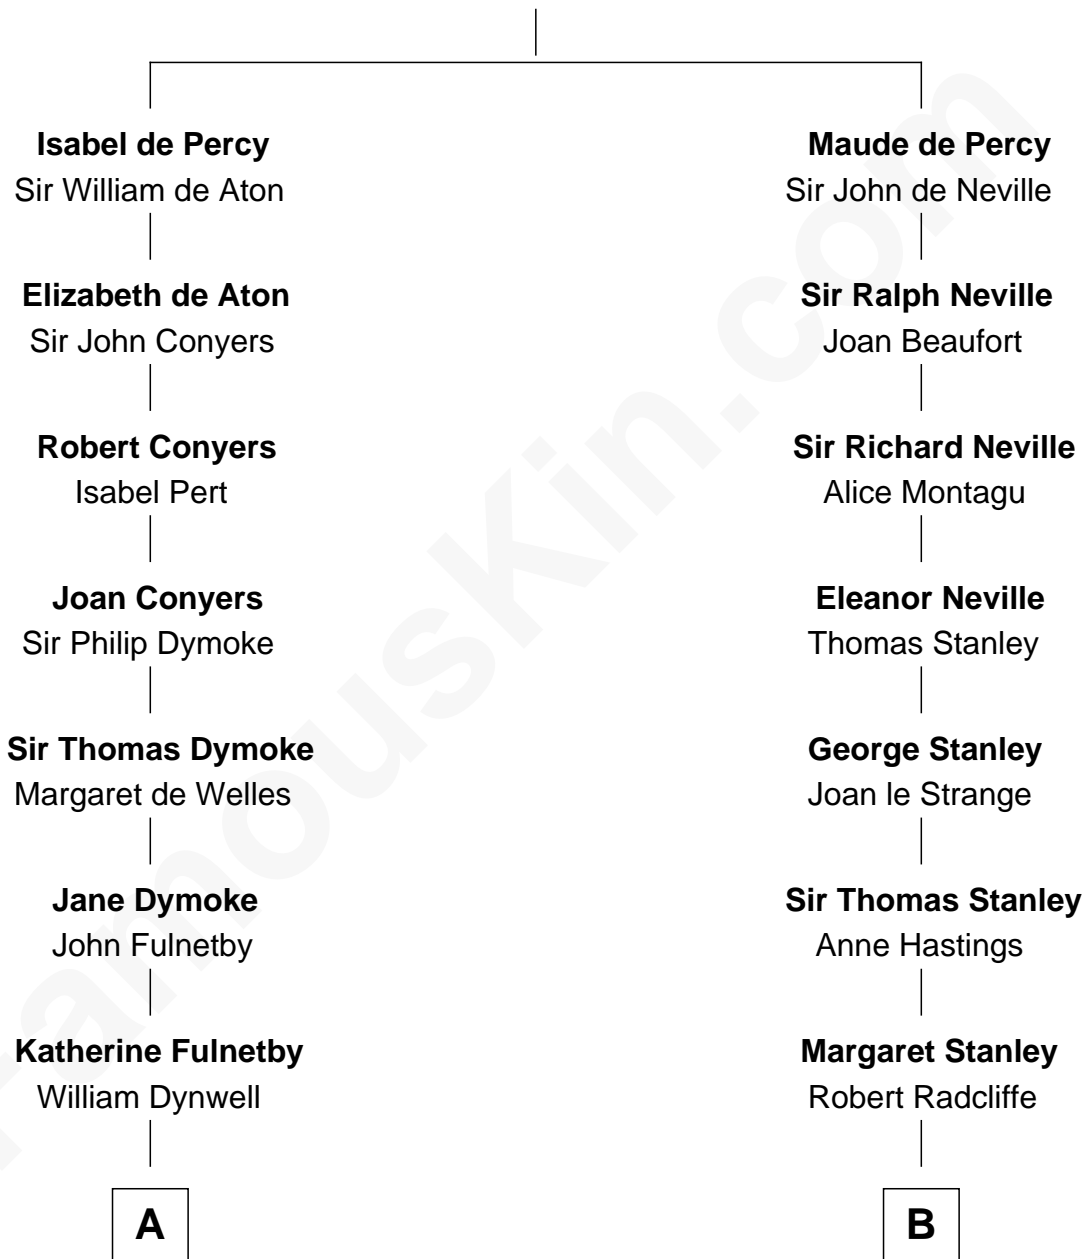 Isabel de Percy
Sir William de Aton
Elizabeth de Aton
Sir John Conyers
Robert Conyers
Isabel Pert
Joan Conyers
Sir Philip Dymoke
Sir Thomas Dymoke
Margaret de Welles
Jane Dymoke
John Fulnetby
Katherine Fulnetby
William Dynwell
A
Maude de Percy
Sir John de Neville
Sir Ralph Neville
Joan Beaufort
Sir Richard Neville
Alice Montagu
Eleanor Neville
Thomas Stanley
George Stanley
Joan le Strange
Sir Thomas Stanley
Anne Hastings
Margaret Stanley
Robert Radcliffe
B
FamousKin.com